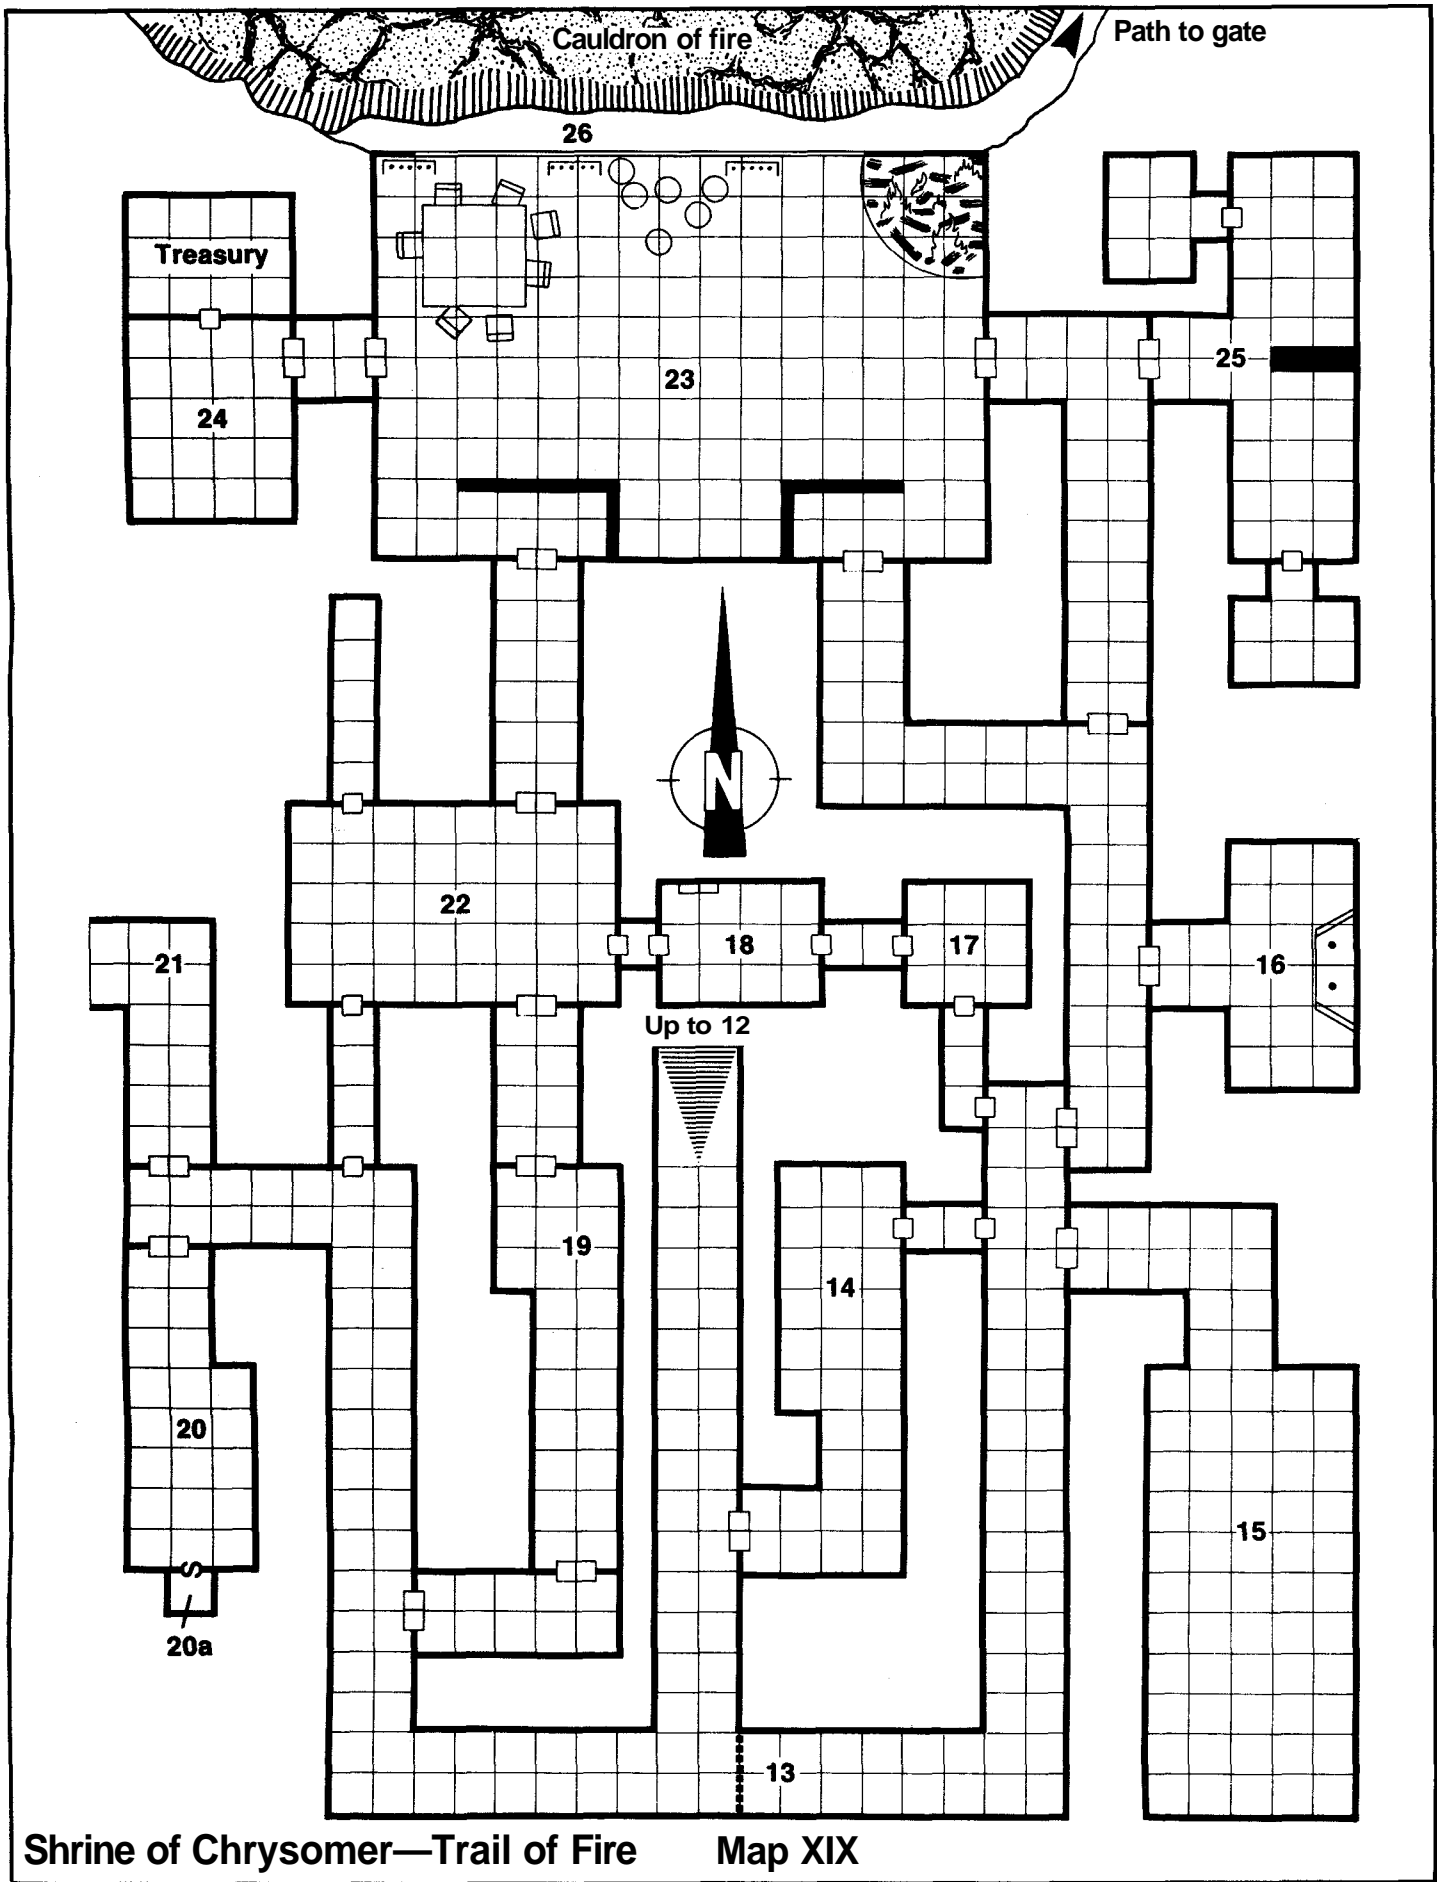 Cauldron of fire
Path to gate
26
Treasury
25
23
24
N
22
18
17
21
16
Up to 12
19
14
20
S
15
20a
13
Shrine of Chrysomer—Trail of Fire Map XIX